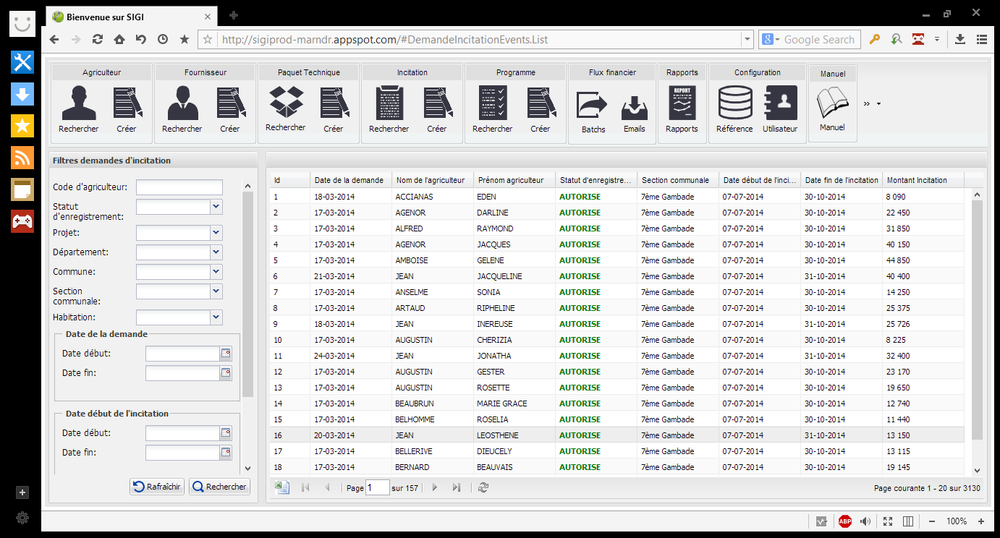 Bienvenue sur SIGI
http://sigiprod-marndr.appspot.com/#DemandeIncitationEvents.List
Google Search
Agriculteur Fournisseur Paquet Technique Incitation Programme Flux financier Rapports Configuration Manuel
REPORT
Rechercher Créer Rechercher Créer Rechercher Créer Rechercher Créer Rechercher Créer Batchs Emails Rapports Référence Utilisateur Manuel
Filtres demandes d'incitation
Code d'agriculteur:
Statut
d'enregistrement:
Projet:
Département:
Commune:
Section
communale:
Habitation:
Date de la demande
Date début:
Date fin:
Date début de l'incitation
Date début:
Date fin:
Rafraîchir Rechercher
Id Date de la demande Nom de l'agriculteur Prénom agriculteur Statut d'enregistre... Section communale Date début de l'inci... Date fin de l'incitation Montant Incitation
1 18-03-2014 ACCIANAS EDEN AUTORISE 7ème Gambade 07-07-2014 30-10-2014 8 090
2 17-03-2014 AGENOR DARLINE AUTORISE 7ème Gambade 07-07-2014 30-10-2014 22 450
3 17-03-2014 ALFRED RAYMOND AUTORISE 7ème Gambade 07-07-2014 30-10-2014 31 850
4 17-03-2014 AGENOR JACQUES AUTORISE 7ème Gambade 07-07-2014 30-10-2014 40 150
5 17-03-2014 AMBOISE GELENE AUTORISE 7ème Gambade 07-07-2014 30-10-2014 44 850
6 21-03-2014 JEAN JACQUELINE AUTORISE 7ème Gambade 07-07-2014 31-10-2014 40 400
7 17-03-2014 ANSELME SONIA AUTORISE 7ème Gambade 07-07-2014 30-10-2014 14 250
8 17-03-2014 ARTAUD RIPHELINE AUTORISE 7ème Gambade 07-07-2014 30-10-2014 25 375
9 18-03-2014 JEAN INEREUSE AUTORISE 7ème Gambade 07-07-2014 31-10-2014 25 726
10 17-03-2014 AUGUSTIN CHERIZIA AUTORISE 7ème Gambade 07-07-2014 30-10-2014 8 225
11 24-03-2014 JEAN JONATHA AUTORISE 7ème Gambade 07-07-2014 31-10-2014 32 400
12 17-03-2014 AUGUSTIN GESTER AUTORISE 7ème Gambade 07-07-2014 30-10-2014 23 170
13 17-03-2014 AUGUSTIN ROSETTE AUTORISE 7ème Gambade 07-07-2014 30-10-2014 19 650
14 17-03-2014 BEAUBRUN MARIE GRACE AUTORISE 7ème Gambade 07-07-2014 30-10-2014 12 740
15 17-03-2014 BELHOMME ROSELIA AUTORISE 7ème Gambade 07-07-2014 30-10-2014 11 440
16 20-03-2014 JEAN LEOSTHENE AUTORISE 7ème Gambade 07-07-2014 31-10-2014 13 150
17 17-03-2014 BELLERIVE DIEUCELY AUTORISE 7ème Gambade 07-07-2014 30-10-2014 13 115
18 17-03-2014 BERNARD BEAUVAIS AUTORISE 7ème Gambade 07-07-2014 30-10-2014 19 145
Page 1 sur 157 Page courante 1 - 20 sur 3130
ABP 100%